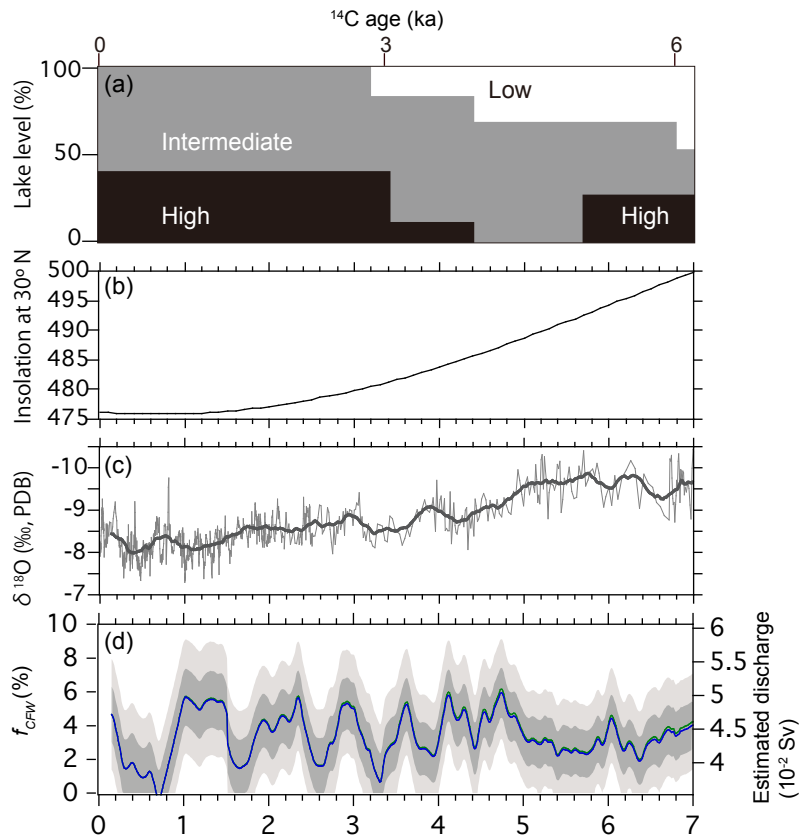 ¹⁴C age (ka)
0 3 6
(a)
Lake level (%)
100
50
0
Low
Intermediate
High
High
(b)
Insolation at 30º N
500
495
490
485
480
475
(c)
δ ¹⁸O (‰, PDB)
-10
-9
-8
-7
(d)
f_CFW (%)
10
8
6
4
2
0
6
5.5
5
4.5
4
Estimated discharge
(10⁻² Sv)
0 1 2 3 4 5 6 7